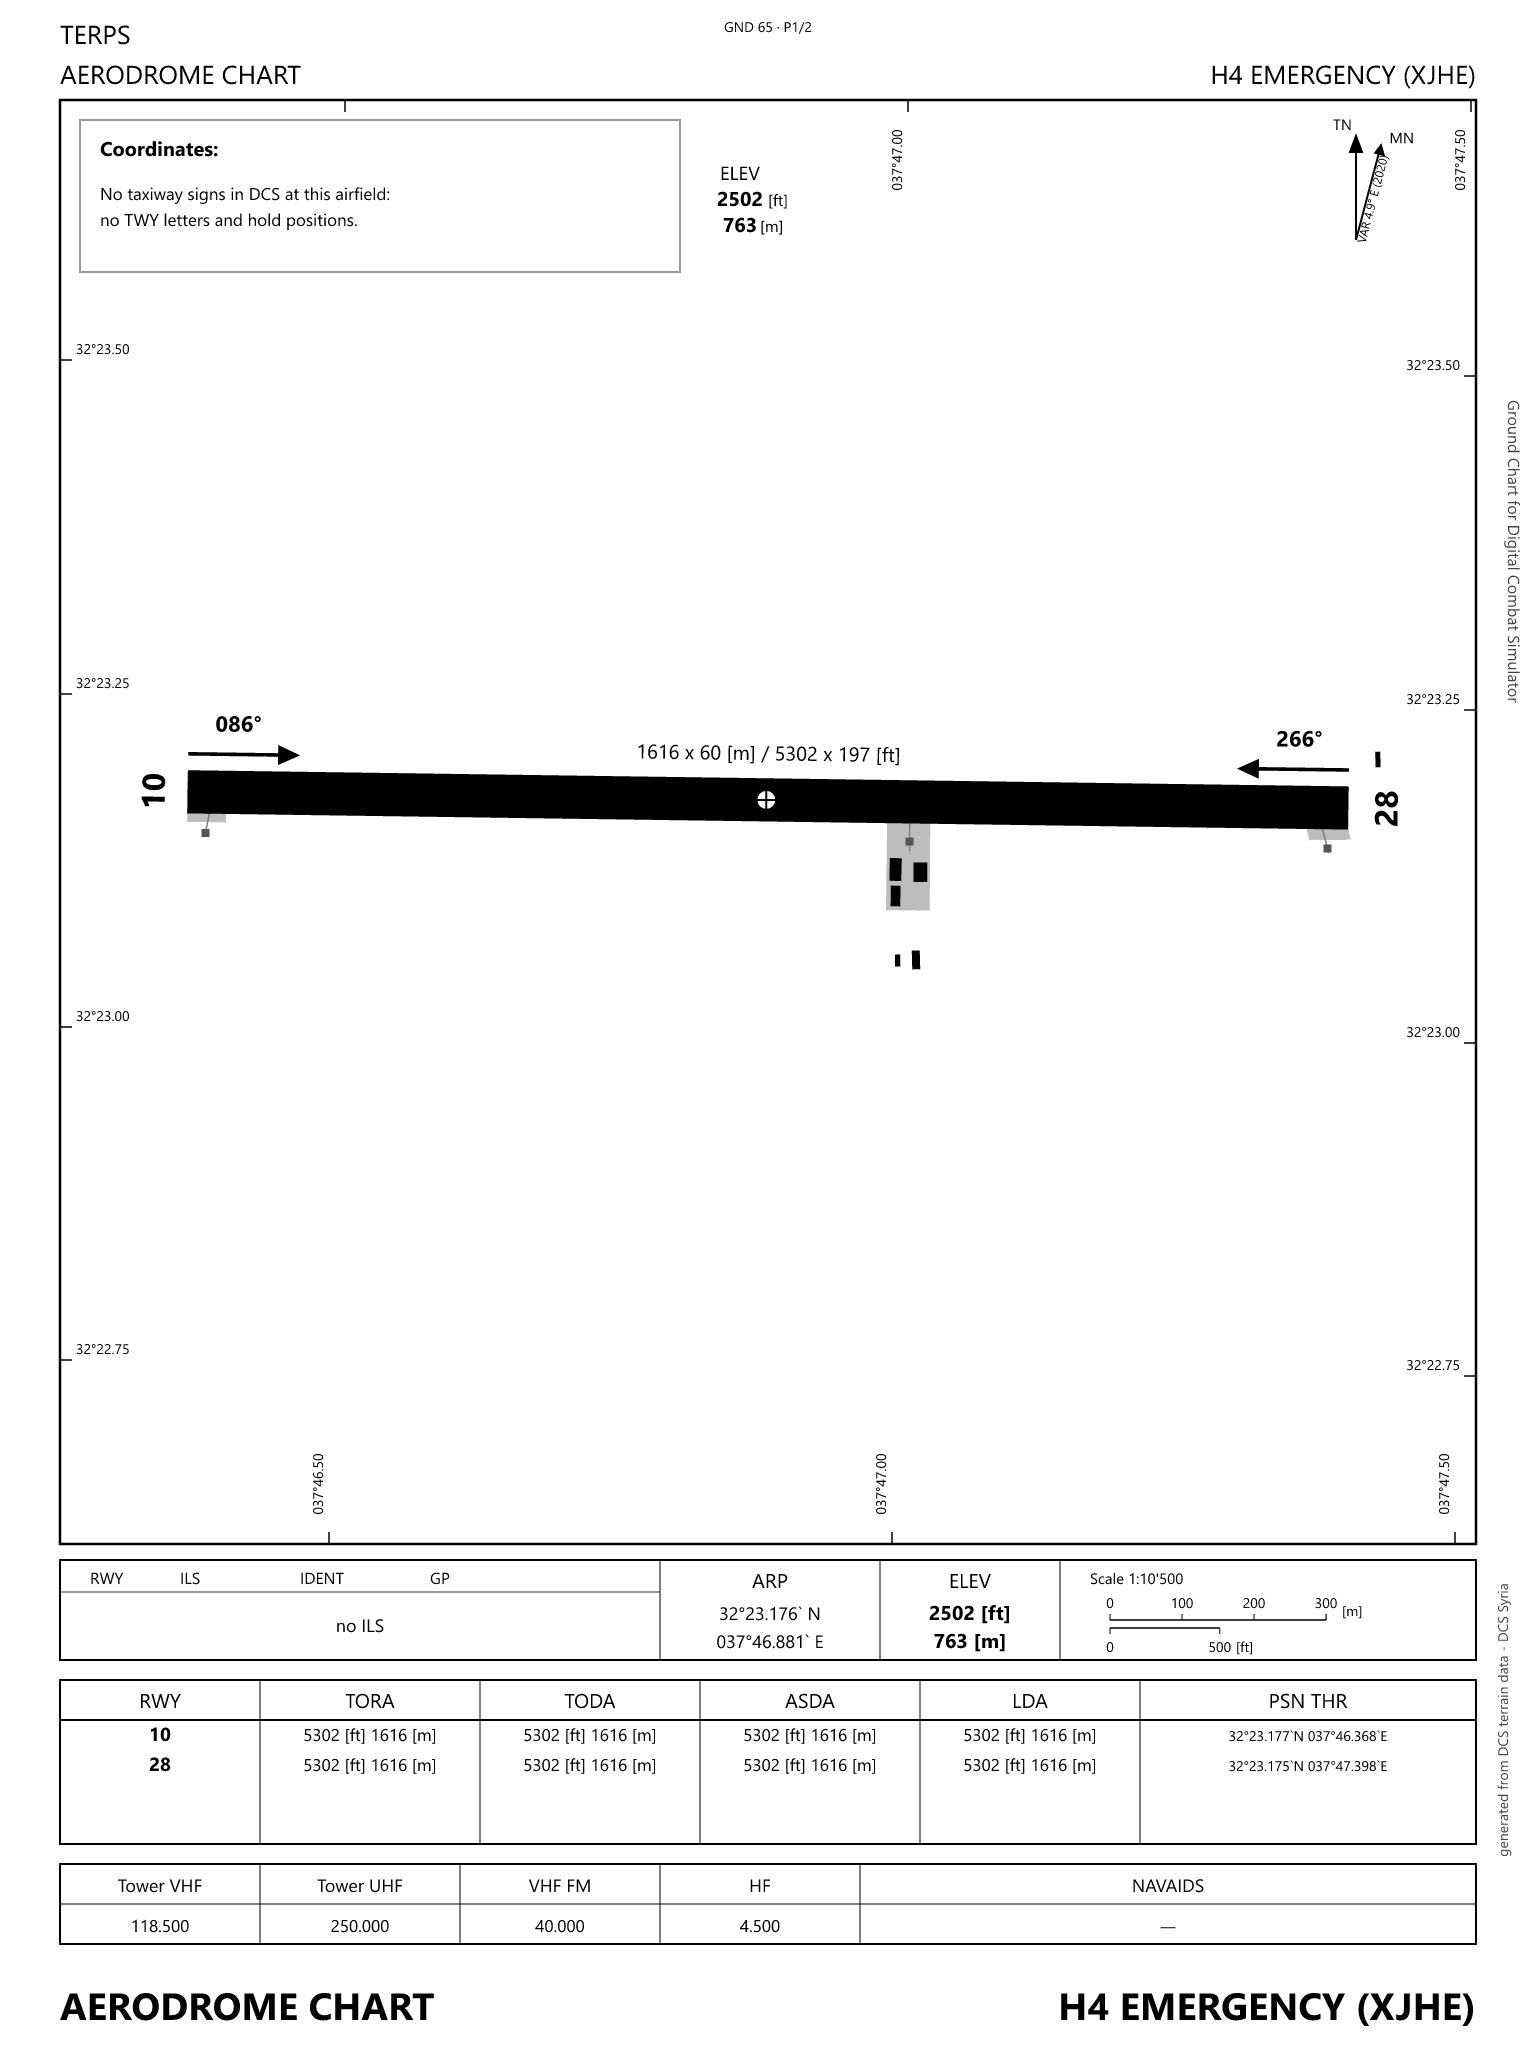 GND 65 · P1/2
TERPS
AERODROME CHART
H4 EMERGENCY (XJHE)
Coordinates:
No taxiway signs in DCS at this airfield:
no TWY letters and hold positions.
ELEV
2502 [ft]
763 [m]
037°47.00
TN
MN
VAR 4.9° E (2020)
037°47.50
32°23.50
32°23.50
Ground Chart for Digital Combat Simulator
32°23.25
32°23.25
086°
1616 x 60 [m] / 5302 x 197 [ft]
266°
10
28
32°23.00
32°23.00
32°22.75
32°22.75
037°46.50
037°47.00
037°47.50
RWY ILS IDENT GP
no ILS
ARP
32°23.176` N
037°46.881` E
ELEV
2502 [ft]
763 [m]
Scale 1:10'500
0 100 200 300 [m]
0 500 [ft]
generated from DCS terrain data - DCS Syria
RWY TORA TODA ASDA LDA PSN THR
10 5302 [ft] 1616 [m] 5302 [ft] 1616 [m] 5302 [ft] 1616 [m] 5302 [ft] 1616 [m] 32°23.177`N 037°46.368`E
28 5302 [ft] 1616 [m] 5302 [ft] 1616 [m] 5302 [ft] 1616 [m] 5302 [ft] 1616 [m] 32°23.175`N 037°47.398`E
Tower VHF Tower UHF VHF FM HF NAVAIDS
118.500 250.000 40.000 4.500 —
AERODROME CHART
H4 EMERGENCY (XJHE)